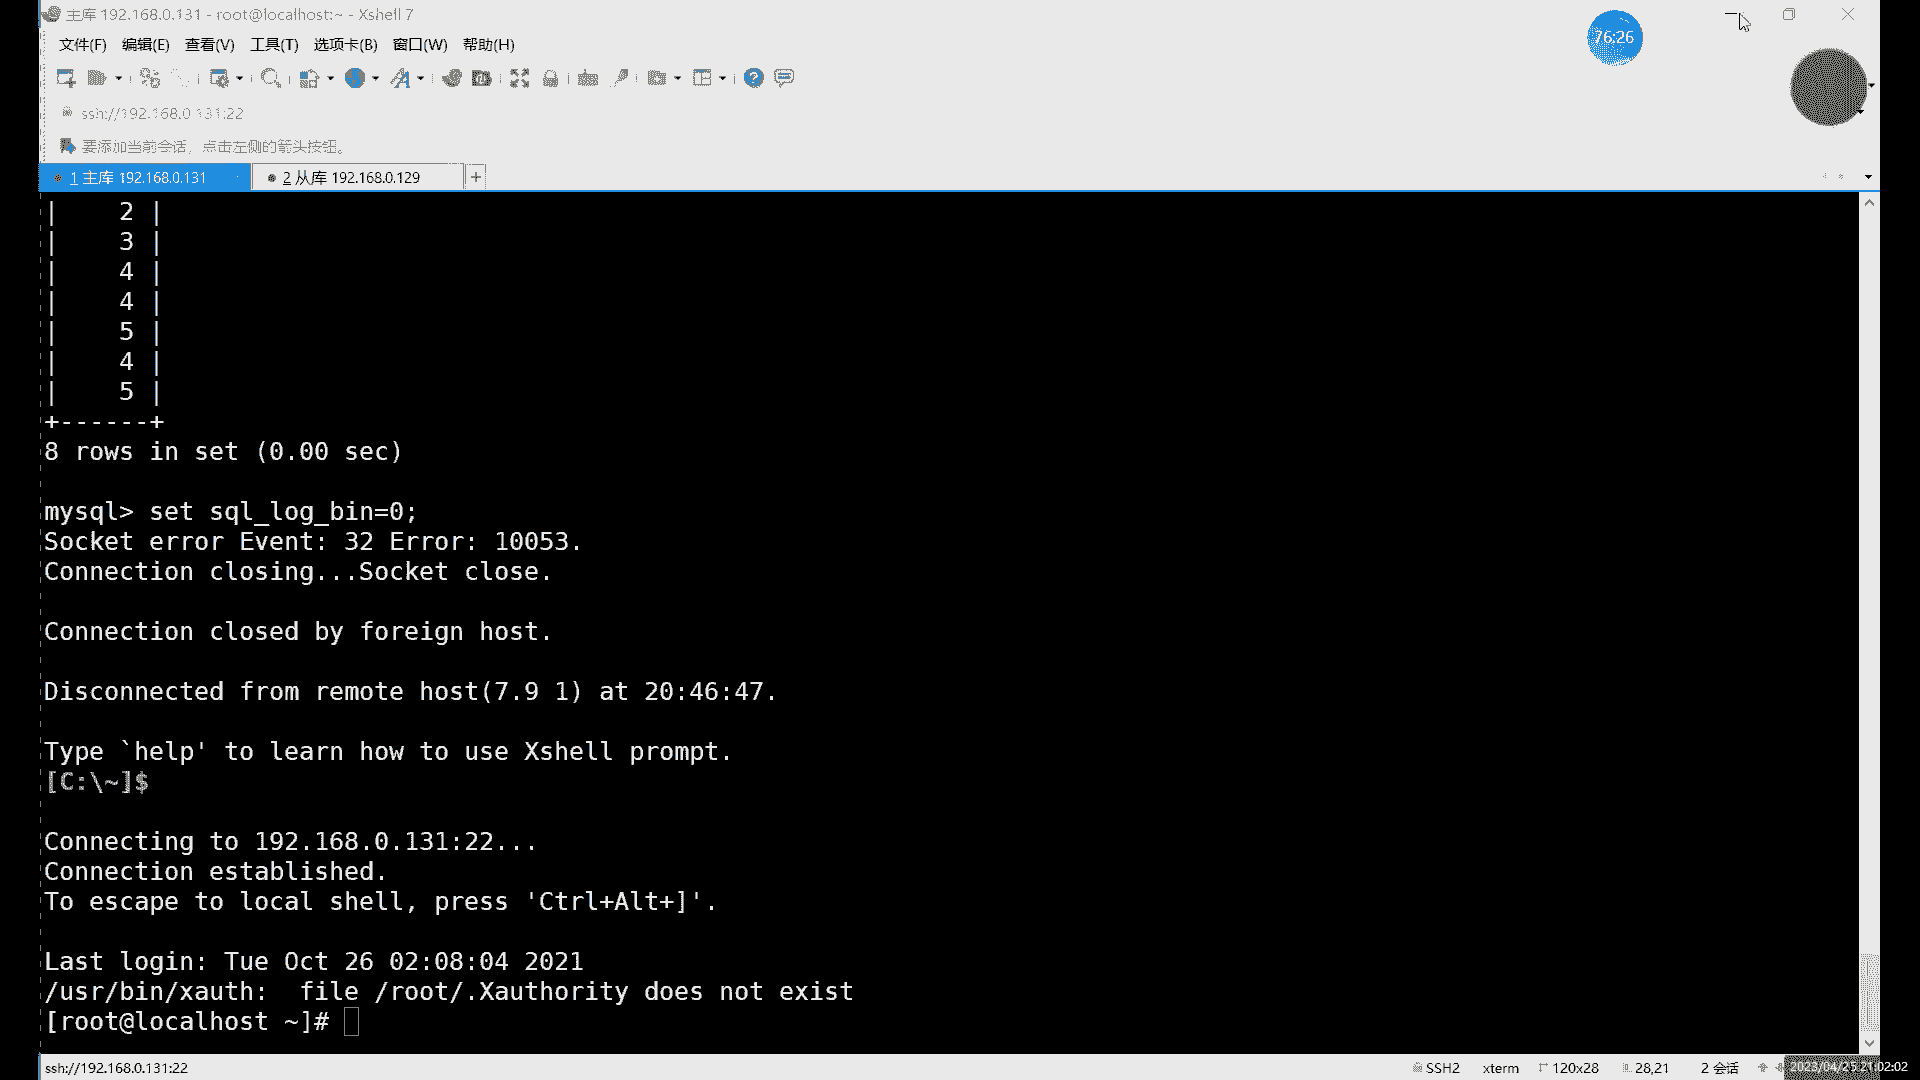 主库 192.168.0.131 - root@localhost:~ - Xshell 7
76:26
文件(F) 编辑(E) 查看(V) 工具(T) 选项卡(B) 窗口(W) 帮助(H)
ssh://192.168.0.131:22
要添加当前会话，点击左侧的箭头按钮。
1 主库 192.168.0.131
2 从库 192.168.0.129
+
| 2 |
| 3 |
| 4 |
| 4 |
| 5 |
| 4 |
| 5 |
+------+
8 rows in set (0.00 sec)
mysql> set sql_log_bin=0;
Socket error Event: 32 Error: 10053.
Connection closing...Socket close.
Connection closed by foreign host.
Disconnected from remote host(7.9 1) at 20:46:47.
Type `help' to learn how to use Xshell prompt.
[C:\~]$
Connecting to 192.168.0.131:22...
Connection established.
To escape to local shell, press 'Ctrl+Alt+]'.
Last login: Tue Oct 26 02:08:04 2021
/usr/bin/xauth:  file /root/.Xauthority does not exist
[root@localhost ~]#
ssh://192.168.0.131:22 SSH2 xterm 120x28 28,21 2 会话